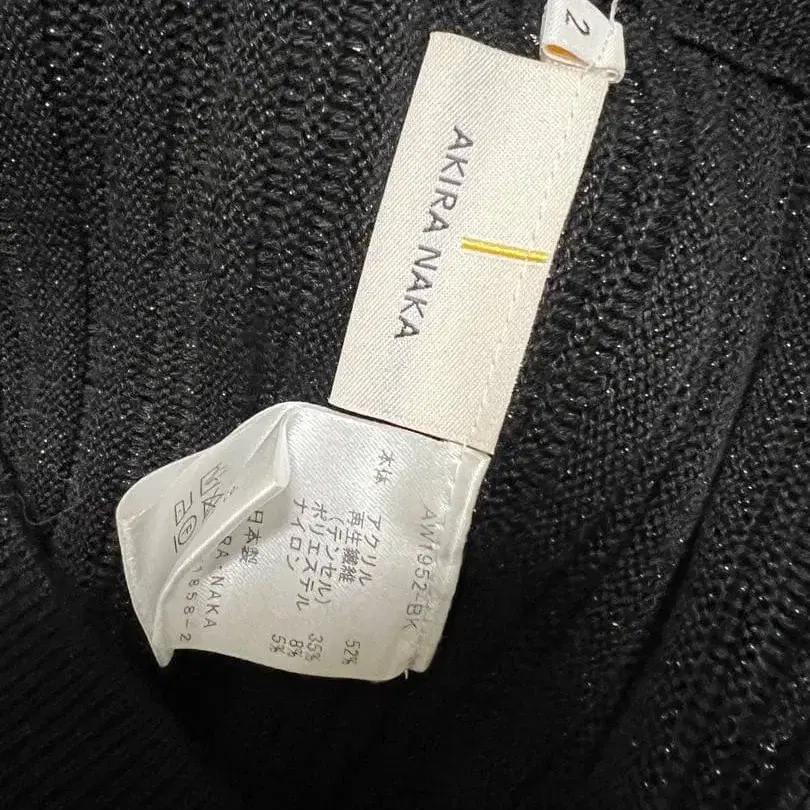 2
AKIRA NAKA
AW1952-BK
本体
アクリル 52%
再生繊維
(テンセル) 35%
ポリエステル 8%
ナイロン 5%
日本製
RA-NAKA
1858-2